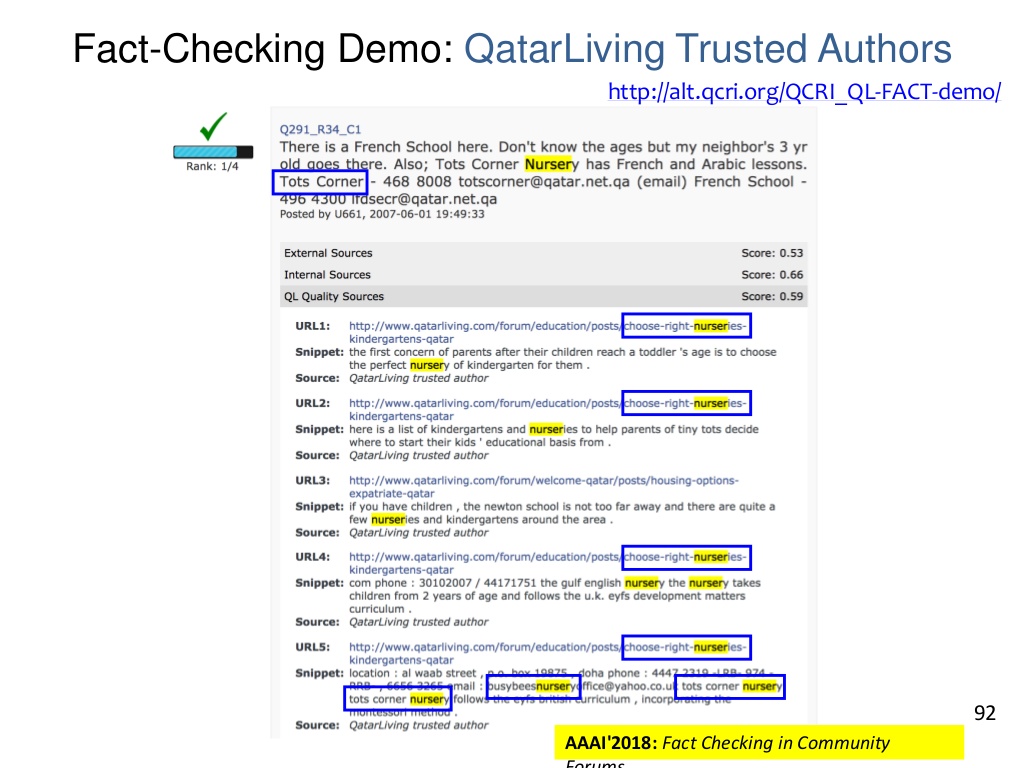 Fact-Checking Demo: QatarLiving Trusted Authors
http://alt.qcri.org/QCRI_QL-FACT-demo/
Rank: 1/4
Q291_R34_C1
There is a French School here. Don't know the ages but my neighbor's 3 yr
old goes there. Also; Tots Corner Nursery has French and Arabic lessons.
Tots Corner - 468 8008 totscorner@qatar.net.qa (email) French School -
496 4300 lfdsecr@qatar.net.qa
Posted by U661, 2007-06-01 19:49:33
External Sources Score: 0.53
Internal Sources Score: 0.66
QL Quality Sources Score: 0.59
URL1: http://www.qatarliving.com/forum/education/posts/choose-right-nurseries-
kindergartens-qatar
Snippet: the first concern of parents after their children reach a toddler 's age is to choose
the perfect nursery of kindergarten for them .
Source: QatarLiving trusted author
URL2: http://www.qatarliving.com/forum/education/posts/choose-right-nurseries-
kindergartens-qatar
Snippet: here is a list of kindergartens and nurseries to help parents of tiny tots decide
where to start their kids ' educational basis from .
Source: QatarLiving trusted author
URL3: http://www.qatarliving.com/forum/welcome-qatar/posts/housing-options-
expatriate-qatar
Snippet: if you have children , the newton school is not too far away and there are quite a
few nurseries and kindergartens around the area .
Source: QatarLiving trusted author
URL4: http://www.qatarliving.com/forum/education/posts/choose-right-nurseries-
kindergartens-qatar
Snippet: com phone : 30102007 / 44171751 the gulf english nursery the nursery takes
children from 2 years of age and follows the u.k. eyfs development matters
curriculum .
Source: QatarLiving trusted author
URL5: http://www.qatarliving.com/forum/education/posts/choose-right-nurseries-
kindergartens-qatar
Snippet: location : al waab street , p.o. box 19875 , doha phone : 4447 2319 -LRB- 974 -
RRB- , 6656 3265 email : busybeesnurseryoffice@yahoo.co.uk tots corner nursery
tots corner nursery follows the eyfs british curriculum , incorporating the
montessori method .
Source: QatarLiving trusted author
92
AAAI'2018: Fact Checking in Community
Forums